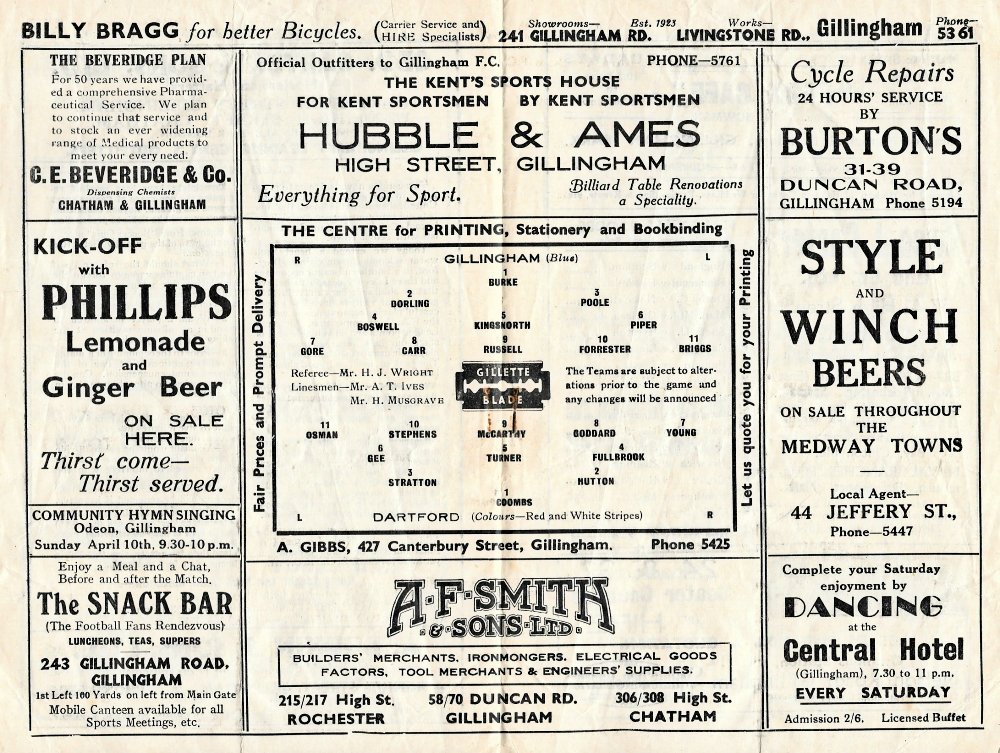 BILLY BRAGG for better Bicycles. (Carrier Service and HIRE Specialists) Showrooms— Est. 1923 241 GILLINGHAM RD. Works— LIVINGSTONE RD., Gillingham Phone— 5361
THE BEVERIDGE PLAN
For 50 years we have provid-
ed a comprehensive Pharma-
ceutical Service. We plan
to continue that service and
to stock an ever widening
range of Medical products to
meet your every need.
C. E. BEVERIDGE & Co.
Dispensing Chemists
CHATHAM & GILLINGHAM
KICK-OFF
with
PHILLIPS
Lemonade
and
Ginger Beer
ON SALE
HERE.
Thirst come—
Thirst served.
COMMUNITY HYMN SINGING
Odeon, Gillingham
Sunday April 10th, 9.30-10 p.m.
Enjoy a Meal and a Chat,
Before and after the Match.
The SNACK BAR
(The Football Fans Rendezvous)
LUNCHEONS, TEAS, SUPPERS
243 GILLINGHAM ROAD,
GILLINGHAM
1st Left 100 Yards on left from Main Gate
Mobile Canteen available for all
Sports Meetings, etc.
Official Outfitters to Gillingham F.C. PHONE—5761
THE KENT'S SPORTS HOUSE
FOR KENT SPORTSMEN BY KENT SPORTSMEN
HUBBLE & AMES
HIGH STREET, GILLINGHAM
Everything for Sport.
Billiard Table Renovations
a Speciality.
THE CENTRE for PRINTING, Stationery and Bookbinding
Fair Prices and Prompt Delivery
R GILLINGHAM (Blue) L
1
BURKE
2 3
DORLING POOLE
4 5 6
BOSWELL KINGSNORTH PIPER
7 8 9 10 11
GORE CARR RUSSELL FORRESTER BRIGGS
Referee—Mr. H. J. WRIGHT
Linesmen—Mr. A. T. IVES
Mr. H. MUSGRAVE
GILLETTE
BLADE
The Teams are subject to alter-
ations prior to the game and
any changes will be announced
11 10 9 8 7
OSMAN STEPHENS McCARTHY GODDARD YOUNG
6 5 4
GEE TURNER FULLBROOK
3 2
STRATTON HUTTON
1
COOMBS
L DARTFORD (Colours—Red and White Stripes) R
Let us quote you for your Printing
A. GIBBS, 427 Canterbury Street, Gillingham. Phone 5425
A·F·SMITH
·&·SONS·LTD·
BUILDERS' MERCHANTS, IRONMONGERS, ELECTRICAL GOODS
FACTORS, TOOL MERCHANTS & ENGINEERS' SUPPLIES.
215/217 High St. 58/70 DUNCAN RD. 306/308 High St.
ROCHESTER GILLINGHAM CHATHAM
Cycle Repairs
24 HOURS' SERVICE
BY
BURTON'S
31-39
DUNCAN ROAD,
GILLINGHAM Phone 5194
STYLE
AND
WINCH
BEERS
ON SALE THROUGHOUT
THE
MEDWAY TOWNS
Local Agent—
44 JEFFERY ST.,
Phone—5447
Complete your Saturday
enjoyment by
DANCING
at the
Central Hotel
(Gillingham), 7.30 to 11 p.m.
EVERY SATURDAY
Admission 2/6. Licensed Buffet